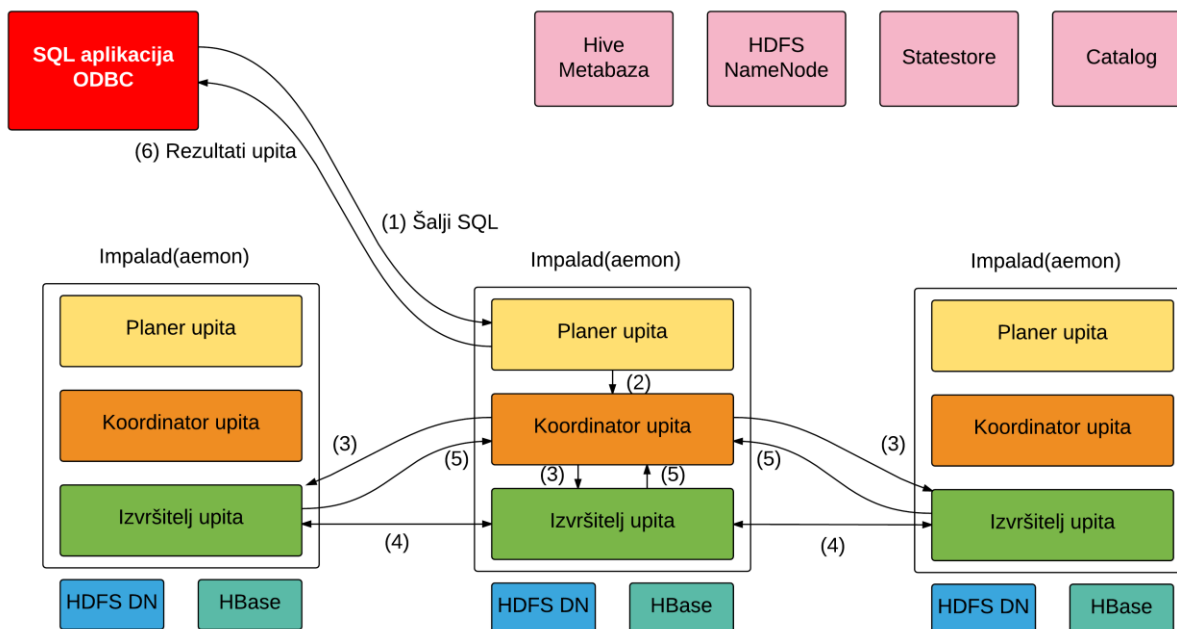 SQL aplikacija
ODBC
Hive
Metabaza
HDFS
NameNode
Statestore
Catalog
(6) Rezultati upita
(1) Šalji SQL
Impalad(aemon)
Impalad(aemon)
Impalad(aemon)
Planer upita
Planer upita
Planer upita
(2)
Koordinator upita
Koordinator upita
Koordinator upita
(3)
(5)
(3)
(5)
(5)
(3)
Izvršitelj upita
Izvršitelj upita
Izvršitelj upita
(4)
(4)
HDFS DN
HBase
HDFS DN
HBase
HDFS DN
HBase